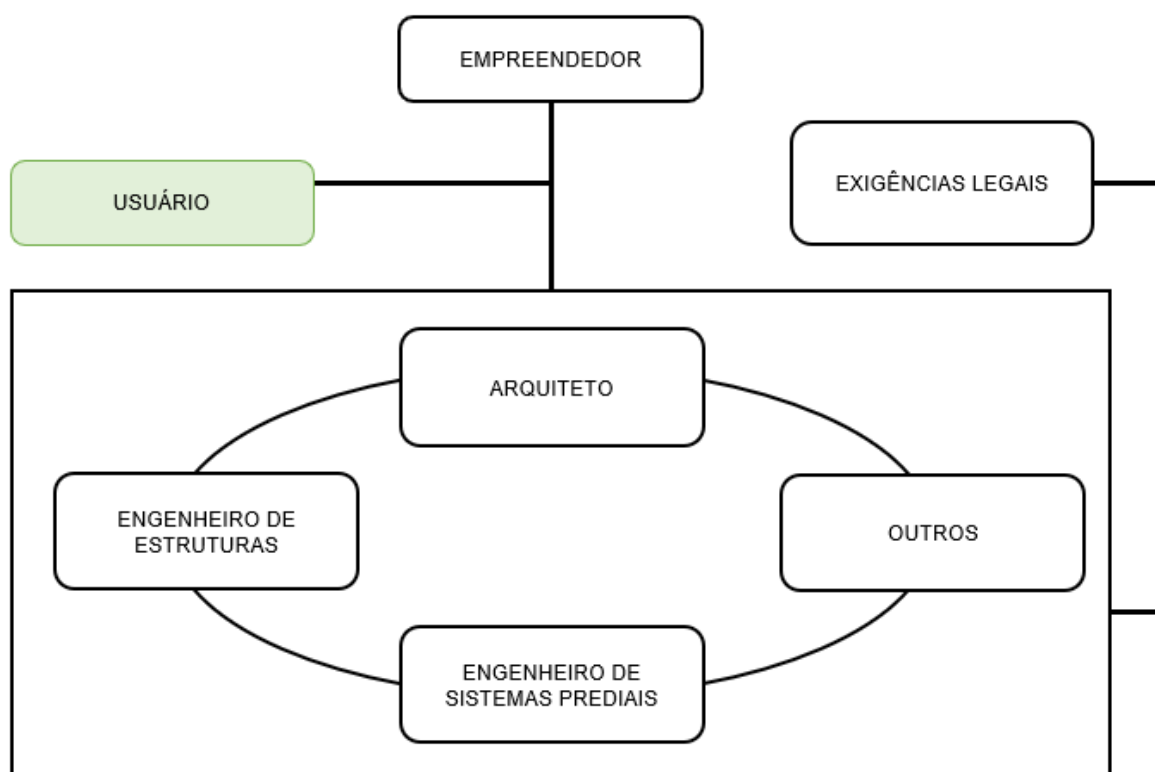 EMPREENDEDOR
USUÁRIO
EXIGÊNCIAS LEGAIS
ARQUITETO
ENGENHEIRO DE
ESTRUTURAS
OUTROS
ENGENHEIRO DE
SISTEMAS PREDIAIS